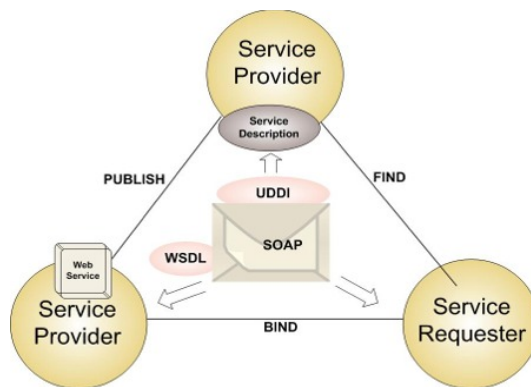 Service
Provider
Service
Description
PUBLISH
FIND
UDDI
SOAP
WSDL
Web
Service
Service
Provider
BIND
Service
Requester